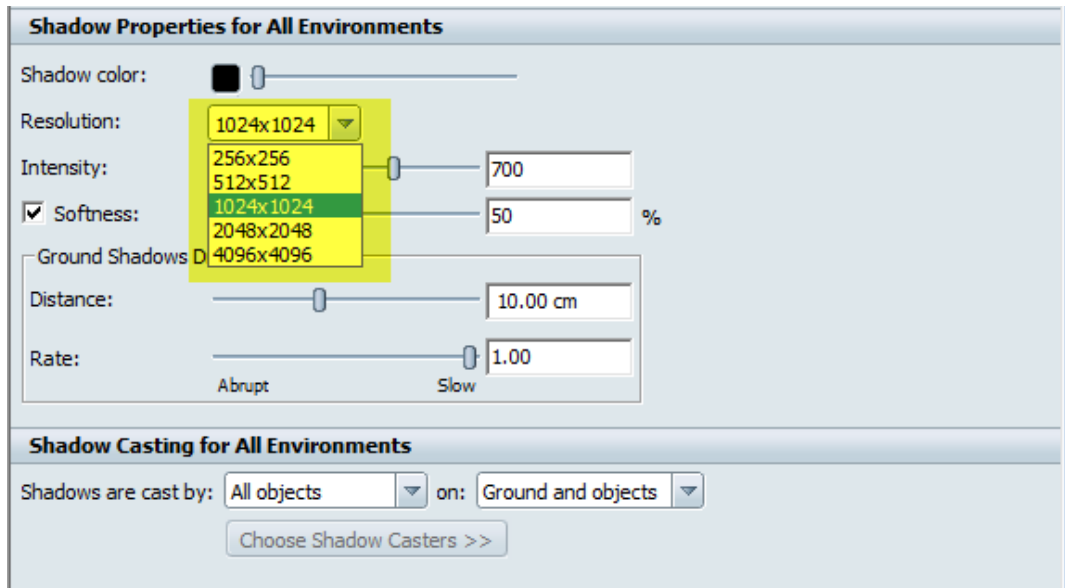 Shadow Properties for All Environments
Shadow color:
Resolution: 1024x1024
256x256
512x512
1024x1024
2048x2048
4096x4096
Intensity: 700
Softness: 50 %
Ground Shadows D
Distance: 10.00 cm
Rate: 1.00
Abrupt Slow
Shadow Casting for All Environments
Shadows are cast by: All objects on: Ground and objects
Choose Shadow Casters >>